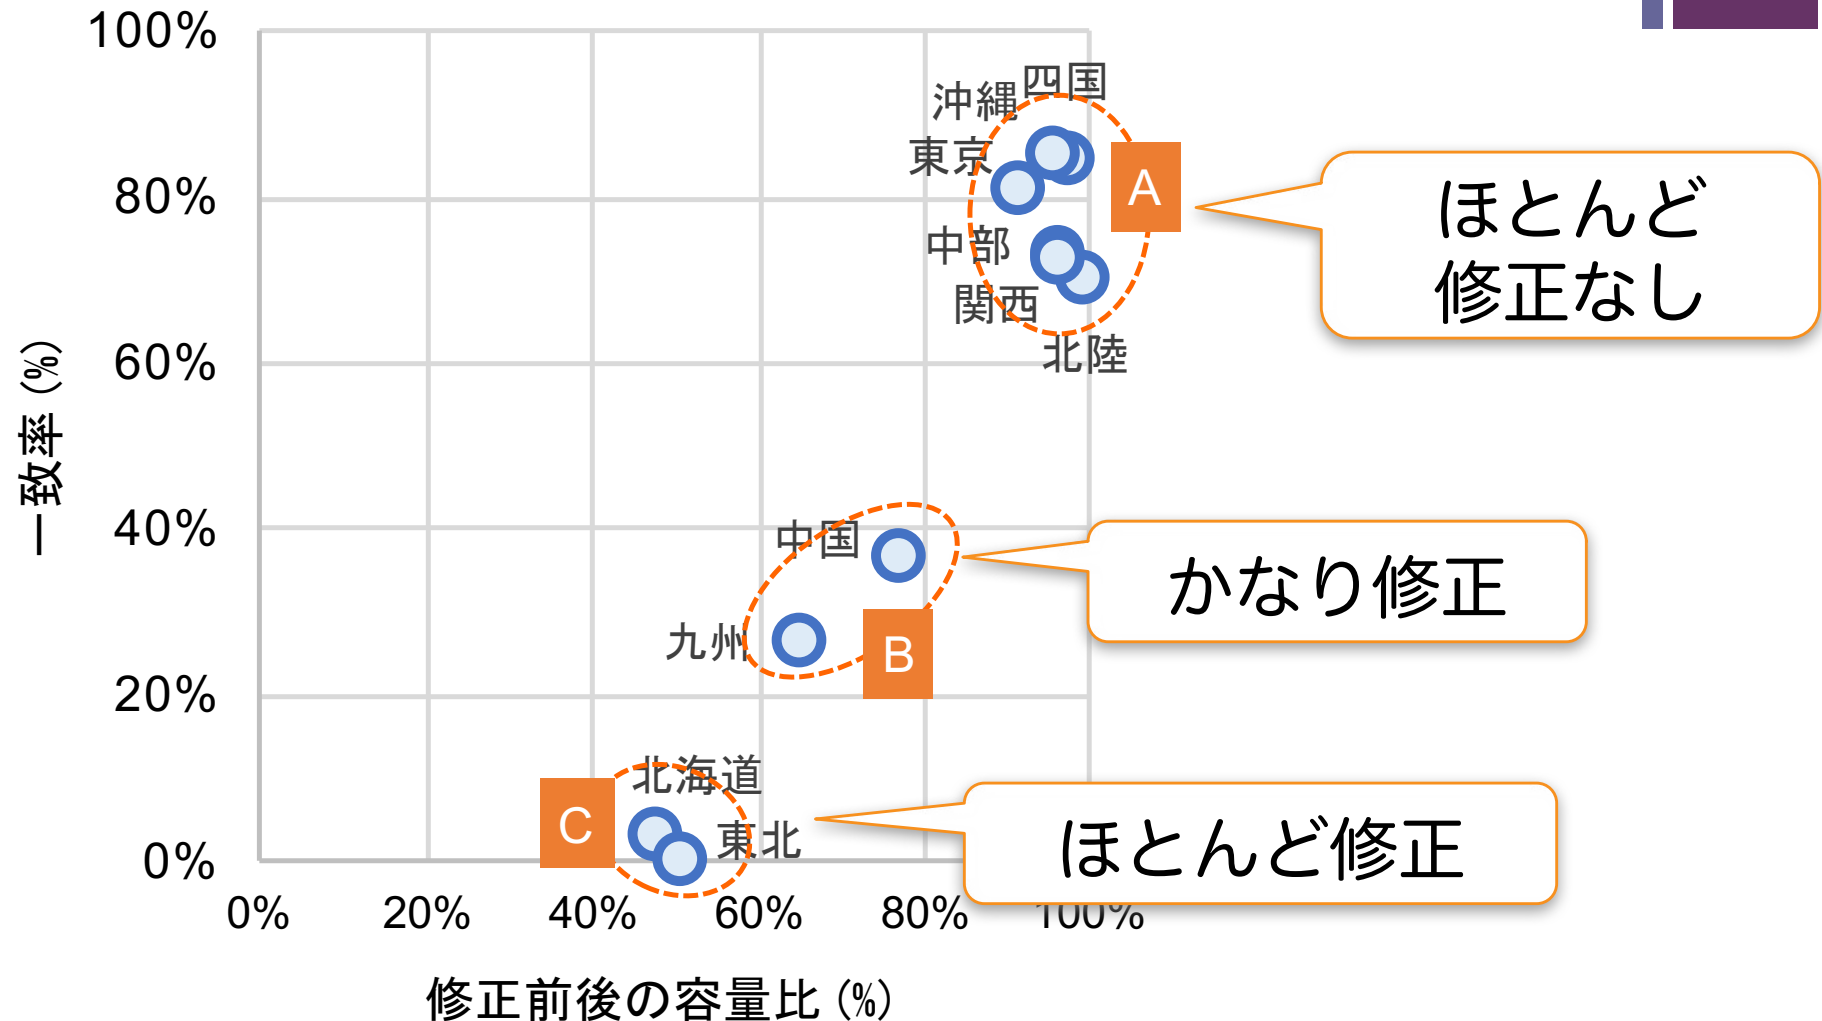 100%
80%
60%
40%
20%
0%
一致率 (%)
0%
20%
40%
60%
80%
100%
修正前後の容量比 (%)
四国
沖縄
東京
中部
関西
北陸
A
ほとんど
修正なし
中国
九州
B
かなり修正
北海道
東北
C
ほとんど修正